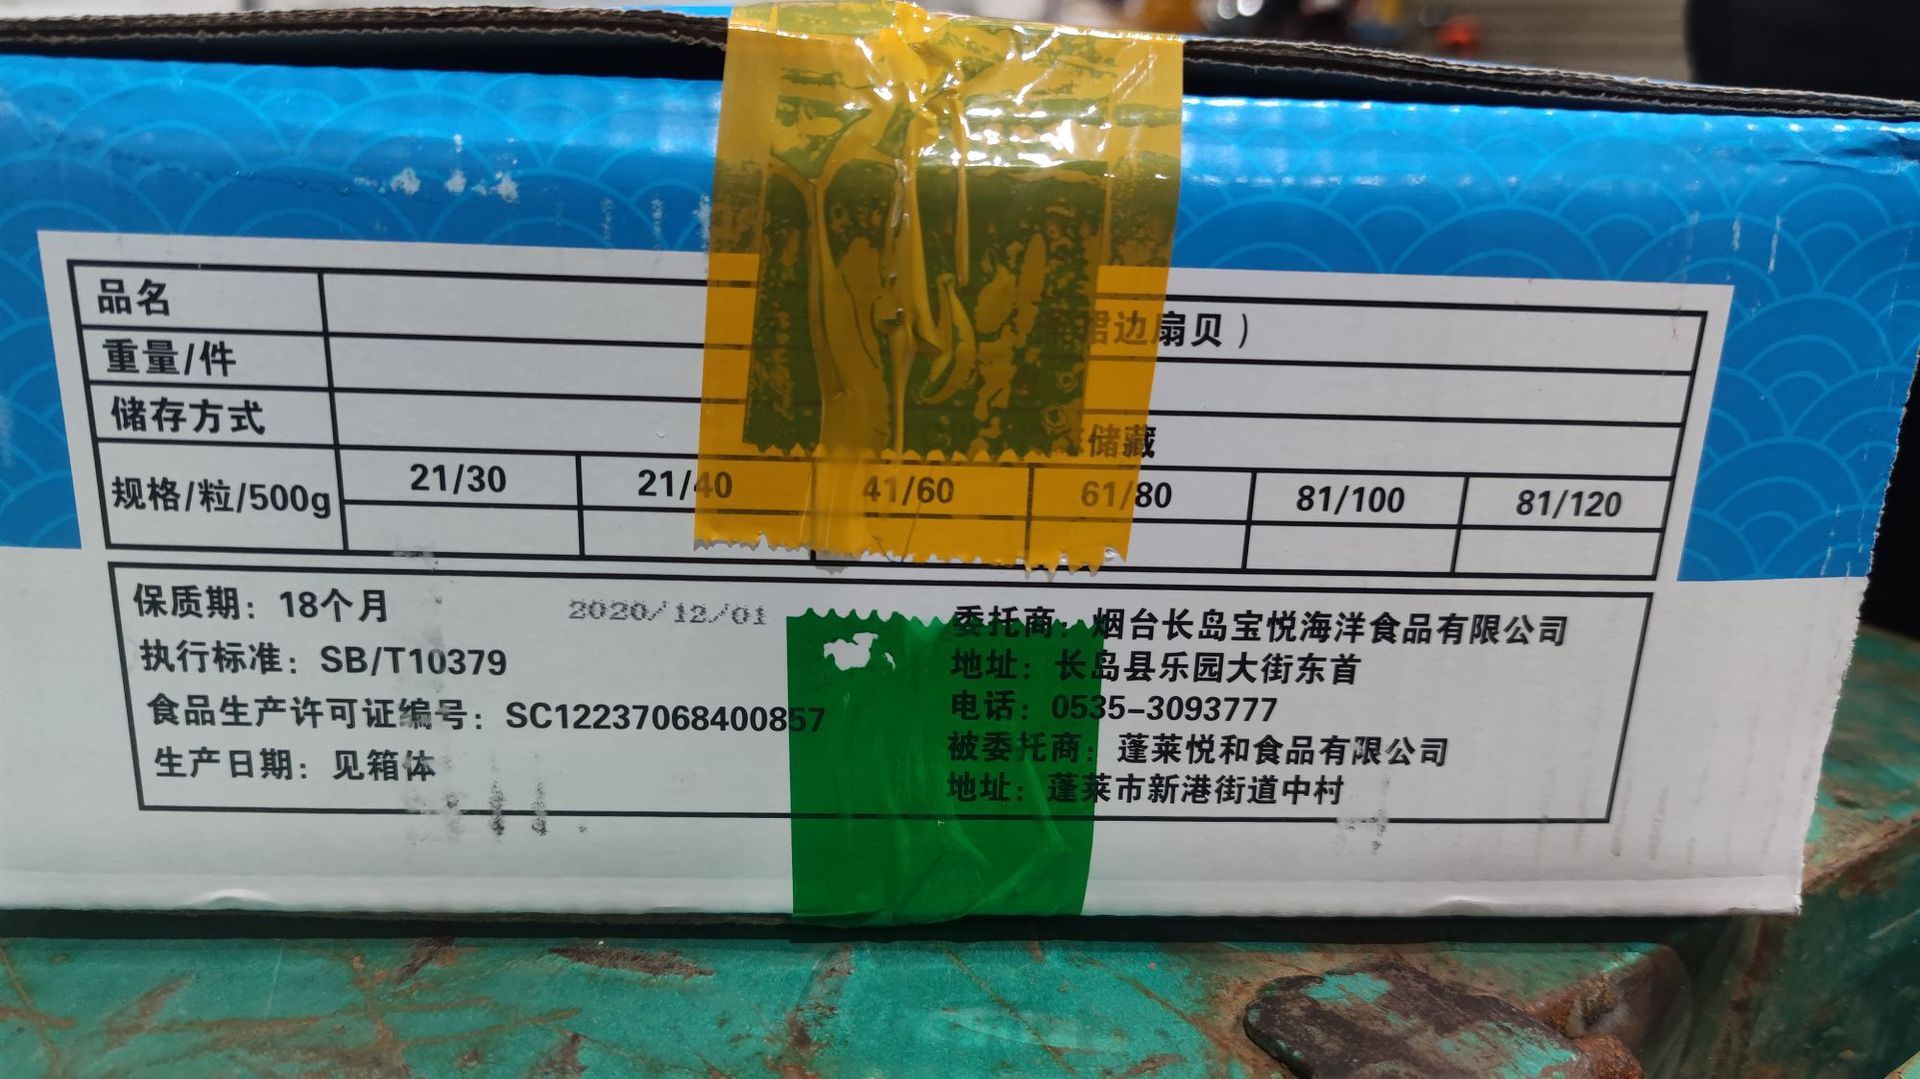 品名
边扇贝）
重量/件
储存方式
储藏
规格/粒/500g 21/30 21/40 41/60 61/80 81/100 81/120
保质期：18个月 2020/12/01
执行标准：SB/T10379
食品生产许可证编号：SC12237068400857
生产日期：见箱体
委托商：烟台长岛宝悦海洋食品有限公司
地址：长岛县乐园大街东首
电话：0535-3093777
被委托商：蓬莱悦和食品有限公司
地址：蓬莱市新港街道中村